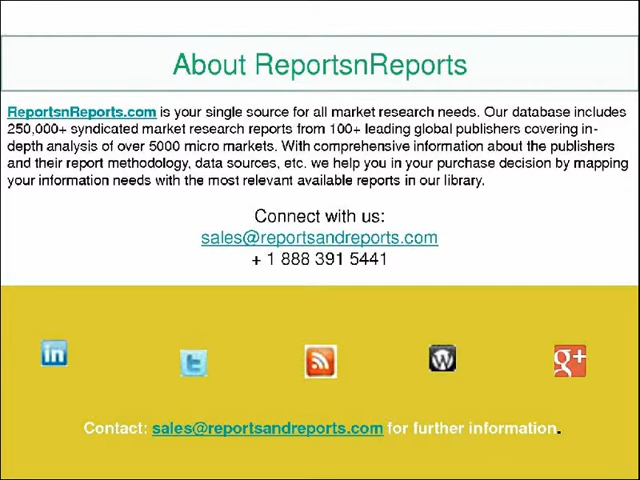 About ReportsnReports
ReportsnReports.com is your single source for all market research needs. Our database includes
250,000+ syndicated market research reports from 100+ leading global publishers covering in-
depth analysis of over 5000 micro markets. With comprehensive information about the publishers
and their report methodology, data sources, etc. we help you in your purchase decision by mapping
your information needs with the most relevant available reports in our library.
Connect with us:
sales@reportsandreports.com
+ 1 888 391 5441
in t W g+
Contact: sales@reportsandreports.com for further information.